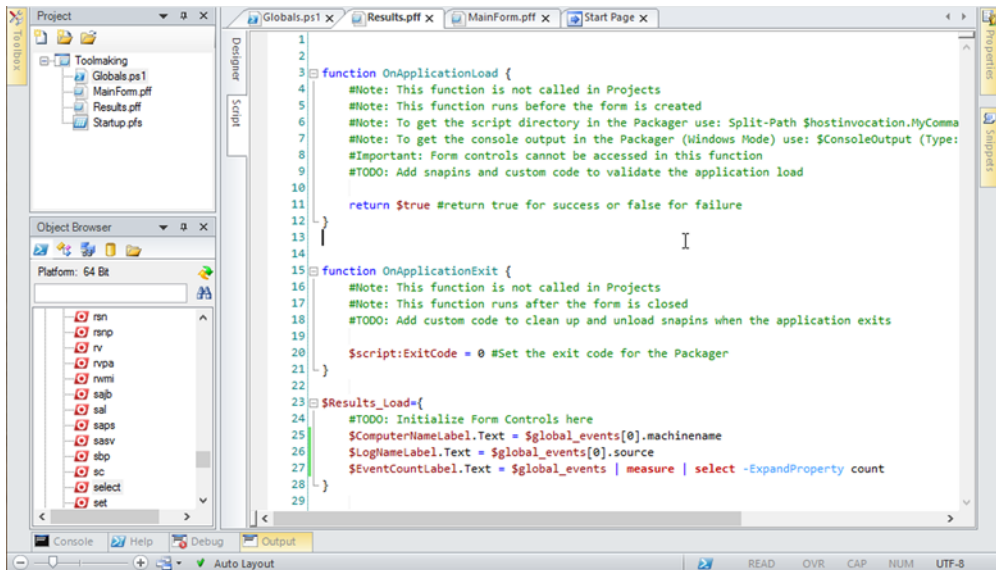 Project
Globals.ps1 x
Results.pff x
MainForm.pff x
Start Page x
Toolbox
Toolmaking
Globals.ps1
MainForm.pff
Results.pff
Startup.pfs
Object Browser
Platform: 64 Bit
rsn
rsnp
rv
rvpa
rwmi
sajb
sal
saps
sasv
sbp
sc
select
set
Designer
Script
1
2
3 function OnApplicationLoad {
4 #Note: This function is not called in Projects
5 #Note: This function runs before the form is created
6 #Note: To get the script directory in the Packager use: Split-Path $hostinvocation.MyComma
7 #Note: To get the console output in the Packager (Windows Mode) use: $ConsoleOutput (Type:
8 #Important: Form controls cannot be accessed in this function
9 #TODO: Add snapins and custom code to validate the application load
10
11 return $true #return true for success or false for failure
12 }
13
14
15 function OnApplicationExit {
16 #Note: This function is not called in Projects
17 #Note: This function runs after the form is closed
18 #TODO: Add custom code to clean up and unload snapins when the application exits
19
20 $script:ExitCode = 0 #Set the exit code for the Packager
21 }
22
23 $Results_Load={
24 #TODO: Initialize Form Controls here
25 $ComputerNameLabel.Text = $global_events[0].machinename
26 $LogNameLabel.Text = $global_events[0].source
27 $EventCountLabel.Text = $global_events | measure | select -ExpandProperty count
28 }
29
Properties
Snippets
Console
Help
Debug
Output
Auto Layout
READ OVR CAP NUM UTF-8